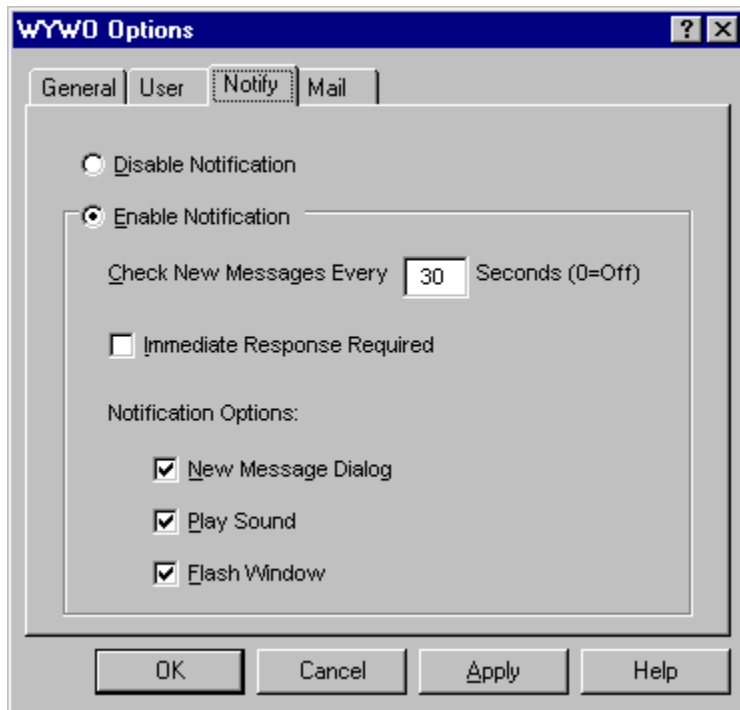 WYWO Options
General User Notify Mail
Disable Notification
Enable Notification
Check New Messages Every 30 Seconds (0=Off)
Immediate Response Required
Notification Options:
New Message Dialog
Play Sound
Flash Window
OK Cancel Apply Help